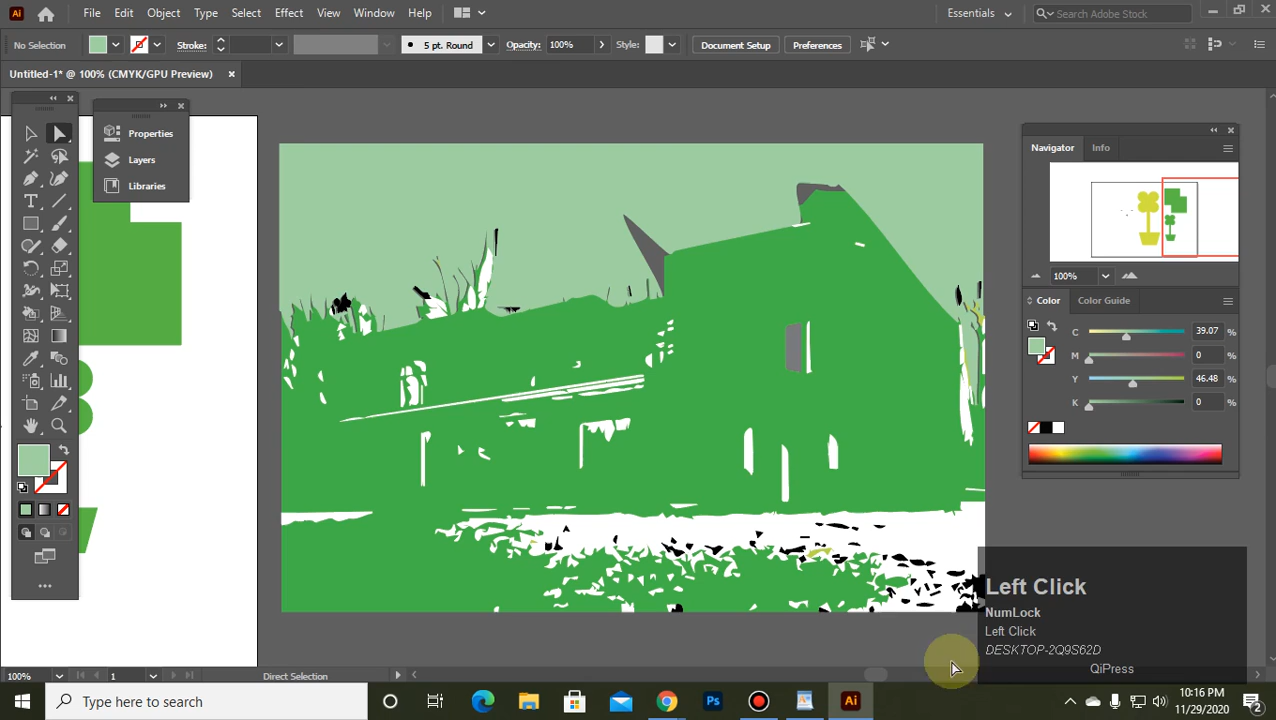 Ai File Edit Object Type Select Effect View Window Help Essentials Search Adobe Stock
No Selection Stroke: 5 pt. Round Opacity: 100% Style: Document Setup Preferences
Untitled-1* @ 100% (CMYK/GPU Preview)
Properties
Layers
Libraries
Navigator Info
100%
Color Color Guide
C 39.07 %
M 0 %
Y 46.48 %
K 0 %
Left Click
NumLock
Left Click
DESKTOP-2Q9S62D
QiPress
100% 1 Direct Selection
Type here to search Ps Ai 10:16 PM
11/29/2020 2